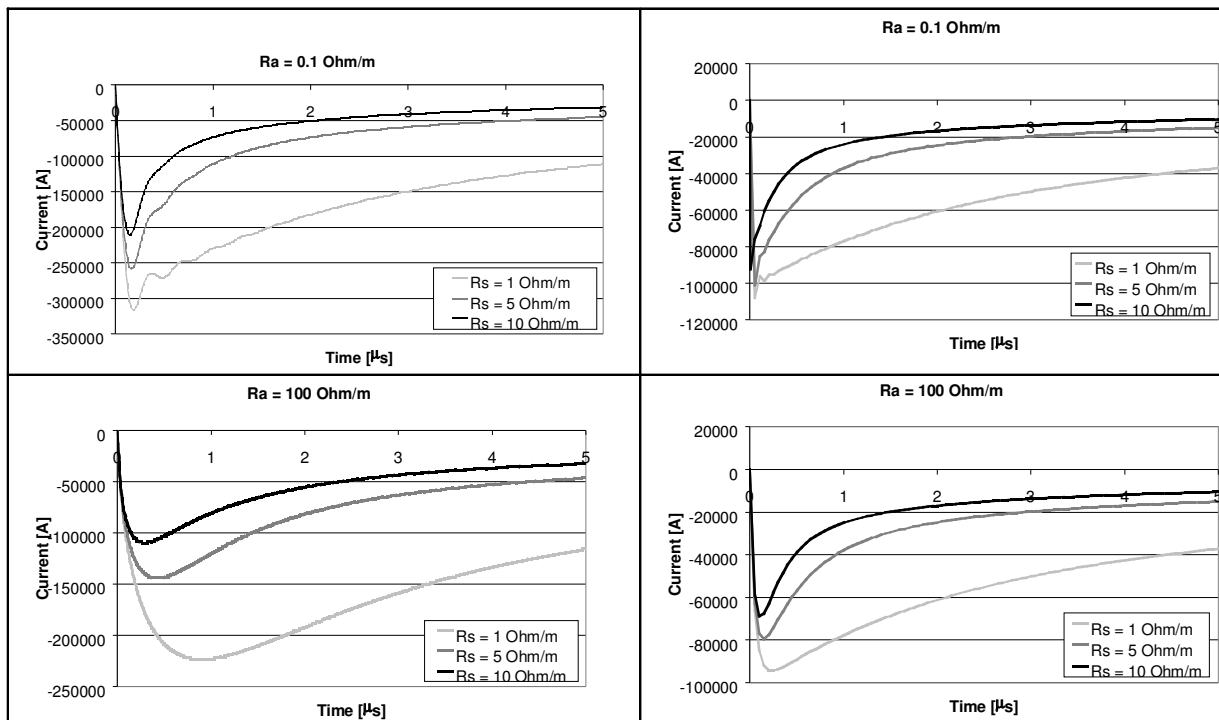 Ra = 0.1 Ohm/m
0
-50000
-100000
-150000
-200000
-250000
-300000
-350000
0 1 2 3 4 5
Current [A]
Time [µs]
Rs = 1 Ohm/m
Rs = 5 Ohm/m
Rs = 10 Ohm/m
Ra = 0.1 Ohm/m
20000
0
-20000
-40000
-60000
-80000
-100000
-120000
0 1 2 3 4 5
Current [A]
Time [µs]
Rs = 1 Ohm/m
Rs = 5 Ohm/m
Rs = 10 Ohm/m
Ra = 100 Ohm/m
0
-50000
-100000
-150000
-200000
-250000
0 1 2 3 4 5
Current [A]
Time [µs]
Rs = 1 Ohm/m
Rs = 5 Ohm/m
Rs = 10 Ohm/m
Ra = 100 Ohm/m
20000
0
-20000
-40000
-60000
-80000
-100000
0 1 2 3 4 5
Current [A]
Time [µs]
Rs = 1 Ohm/m
Rs = 5 Ohm/m
Rs = 10 Ohm/m